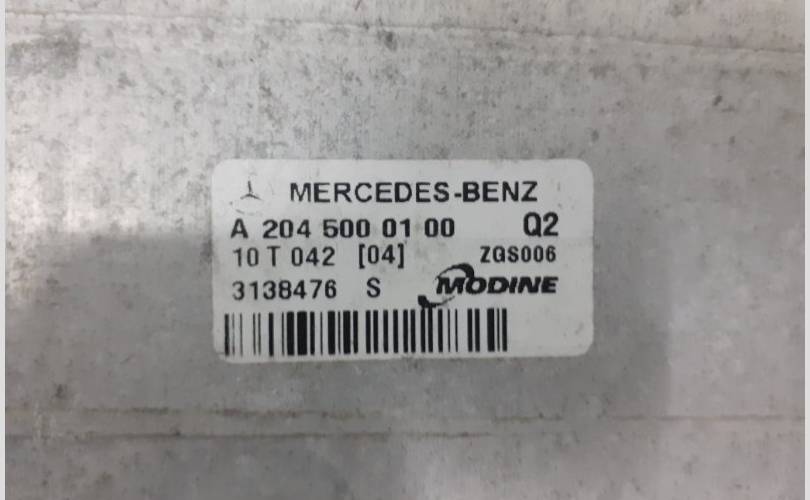 MERCEDES-BENZ
A 204 500 01 00 Q2
10 T 042 [04] ZGS006
3138476 S MODINE